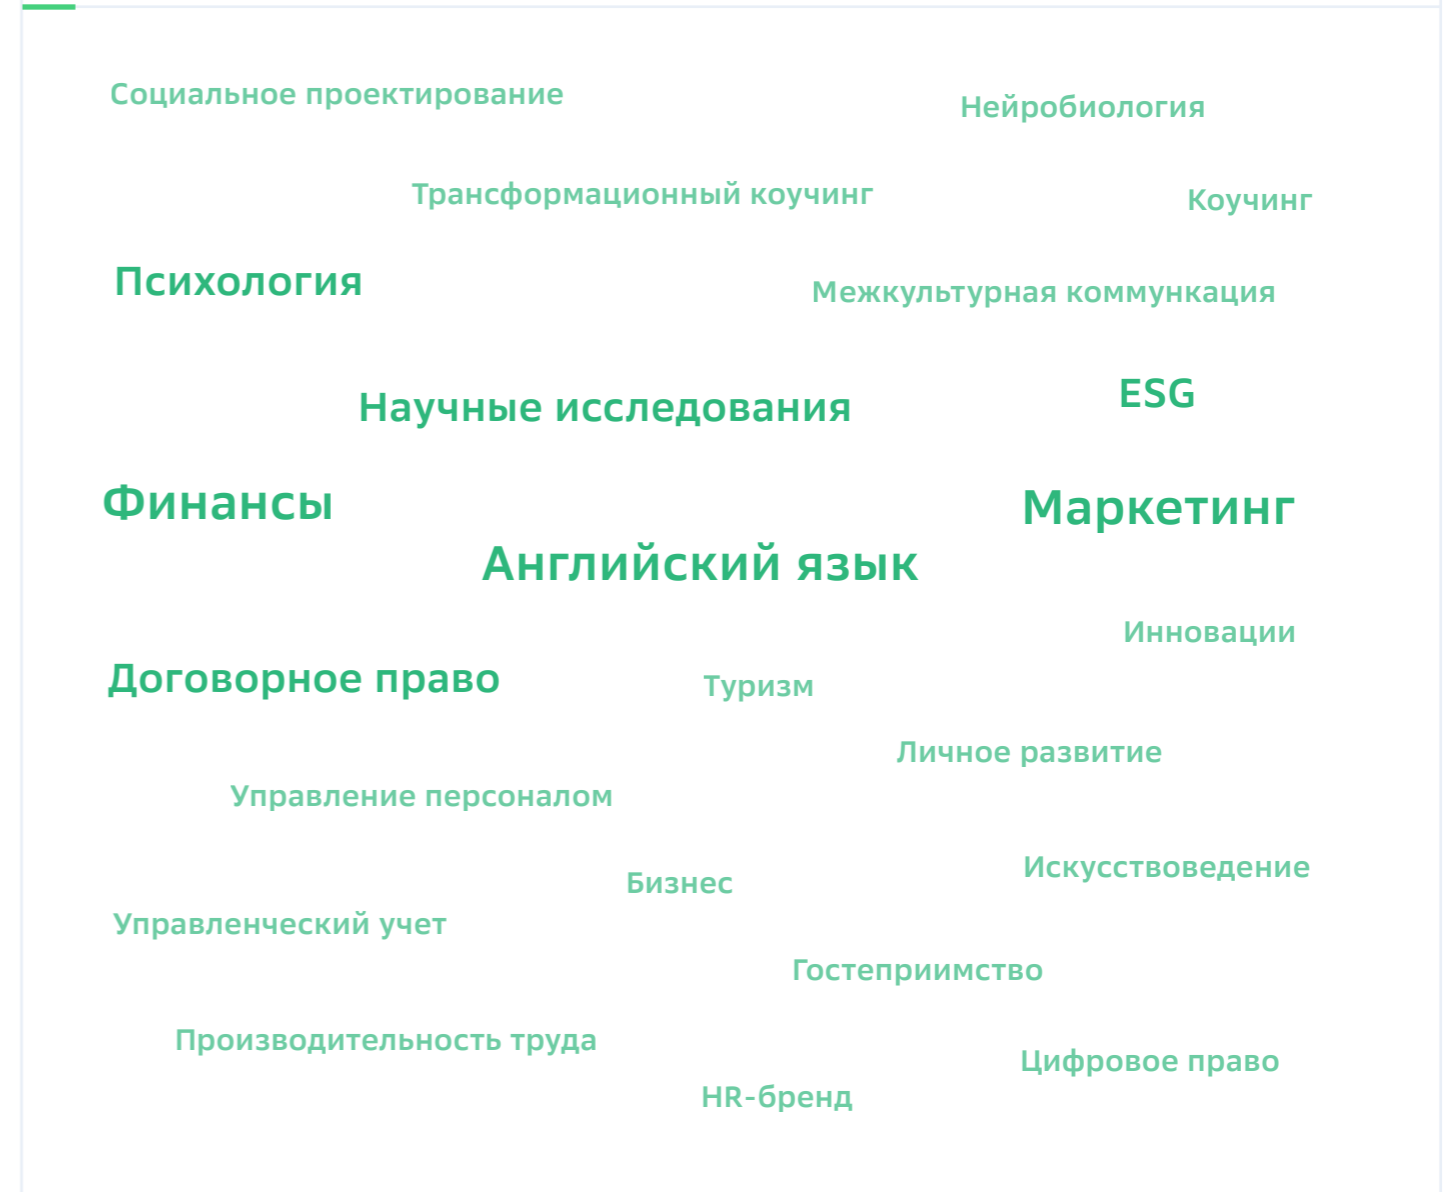 Социальное проектирование
Нейробиология
Трансформационный коучинг
Коучинг
Психология
Межкультурная коммункация
ESG
Научные исследования
Финансы
Маркетинг
Английский язык
Инновации
Договорное право
Туризм
Личное развитие
Управление персоналом
Искусствоведение
Бизнес
Управленческий учет
Гостеприимство
Производительность труда
Цифровое право
HR-бренд